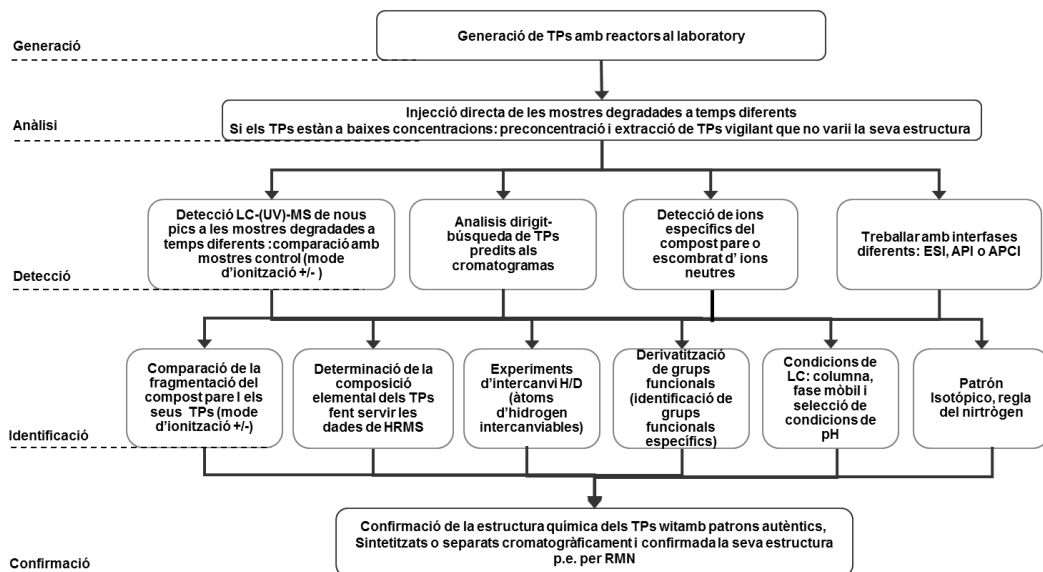 Generació de TPs amb reactors al laboratory
Generació
Injecció directa de les mostres degradades a temps diferents
Si els TPs estàn a baixes concentracions: preconcentració i extracció de TPs vigilant que no varii la seva estructura
Anàlisi
Detecció LC-(UV)-MS de nous
pics a les mostres degradades a
temps diferents :comparació amb
mostres control (mode
d'ionització +/- )
Analisis dirigit-
búsqueda de TPs
predits als
cromatogramas
Detecció de ions
específics del
compost pare o
escombrat d' ions
neutres
Treballar amb interfases
diferents: ESI, API o APCI
Detecció
Comparació de la
fragmentació del
compost pare I els
seus TPs (mode
d'ionització +/-)
Determinació de la
composició
elemental dels TPs
fent servir les
dades de HRMS
Experiments
d'intercanvi H/D
(àtoms
d'hidrogen
intercanviables)
Derivatització
de grups
funcionals
(identificació de
grups
funcionals
específics)
Condicions de
LC: columna,
fase mòbil i
selecció de
condicions de
pH
Patrón
Isotópico, regla
del nirtrògen
Identificació
Confirmació de la estructura química dels TPs witamb patrons autèntics,
Sintetitzats o separats cromatogràficament i confirmada la seva estructura
p.e. per RMN
Confirmació